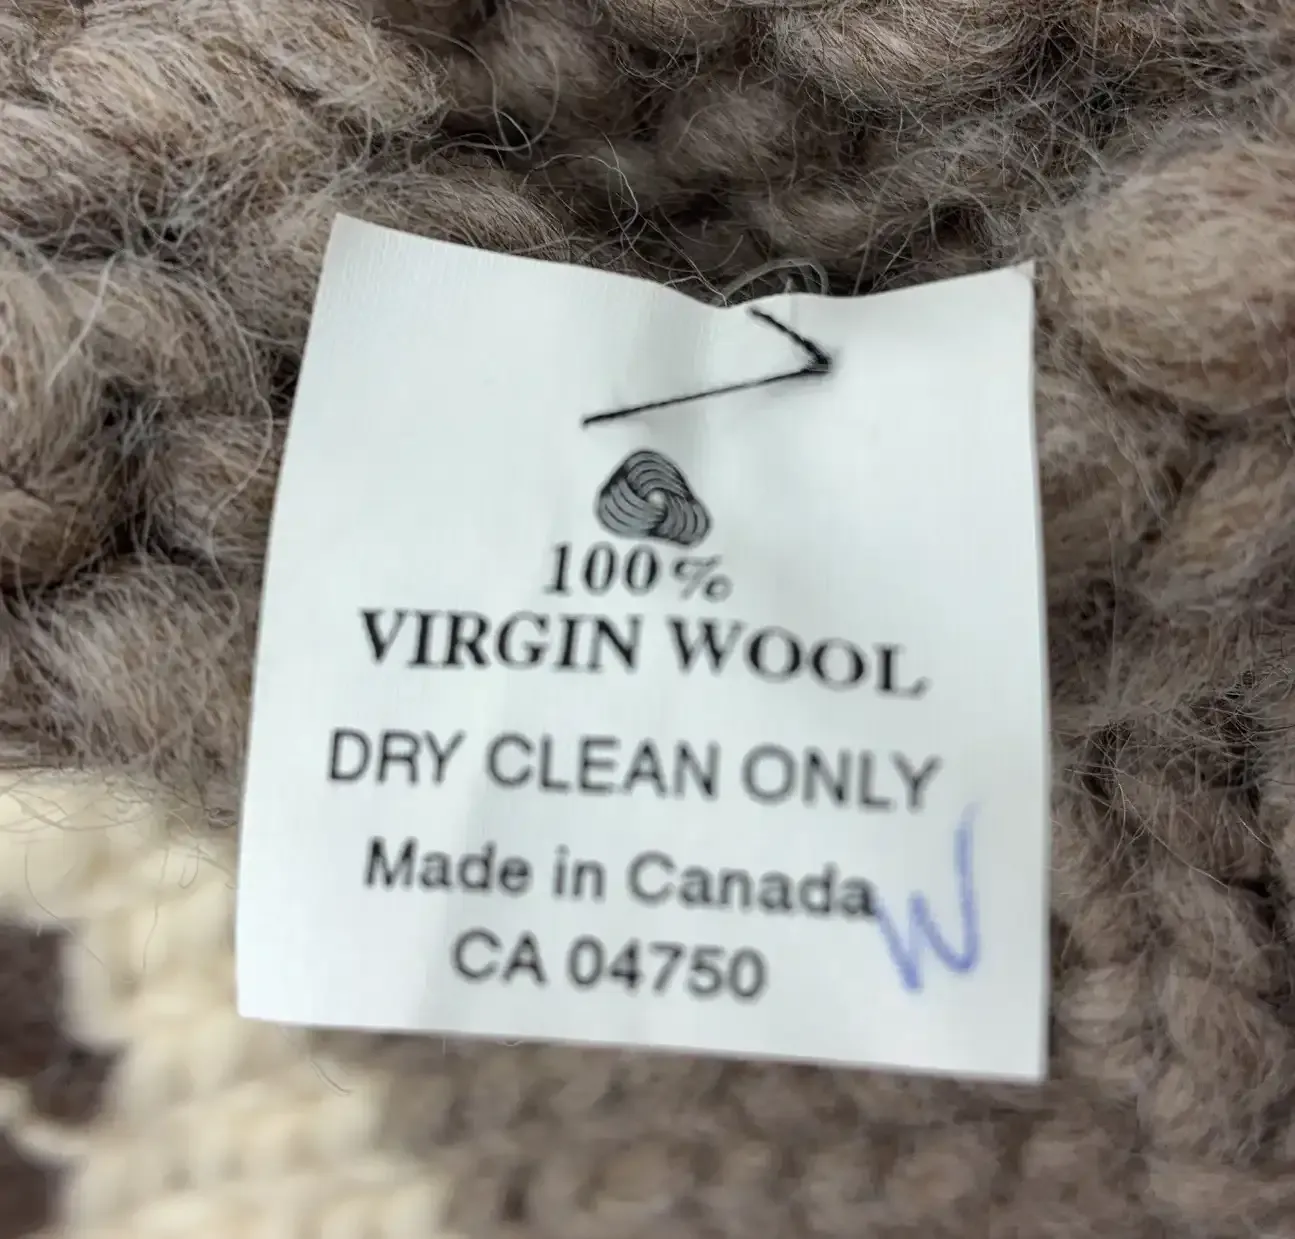 100%
VIRGIN WOOL
DRY CLEAN ONLY
Made in Canada
CA 04750
W